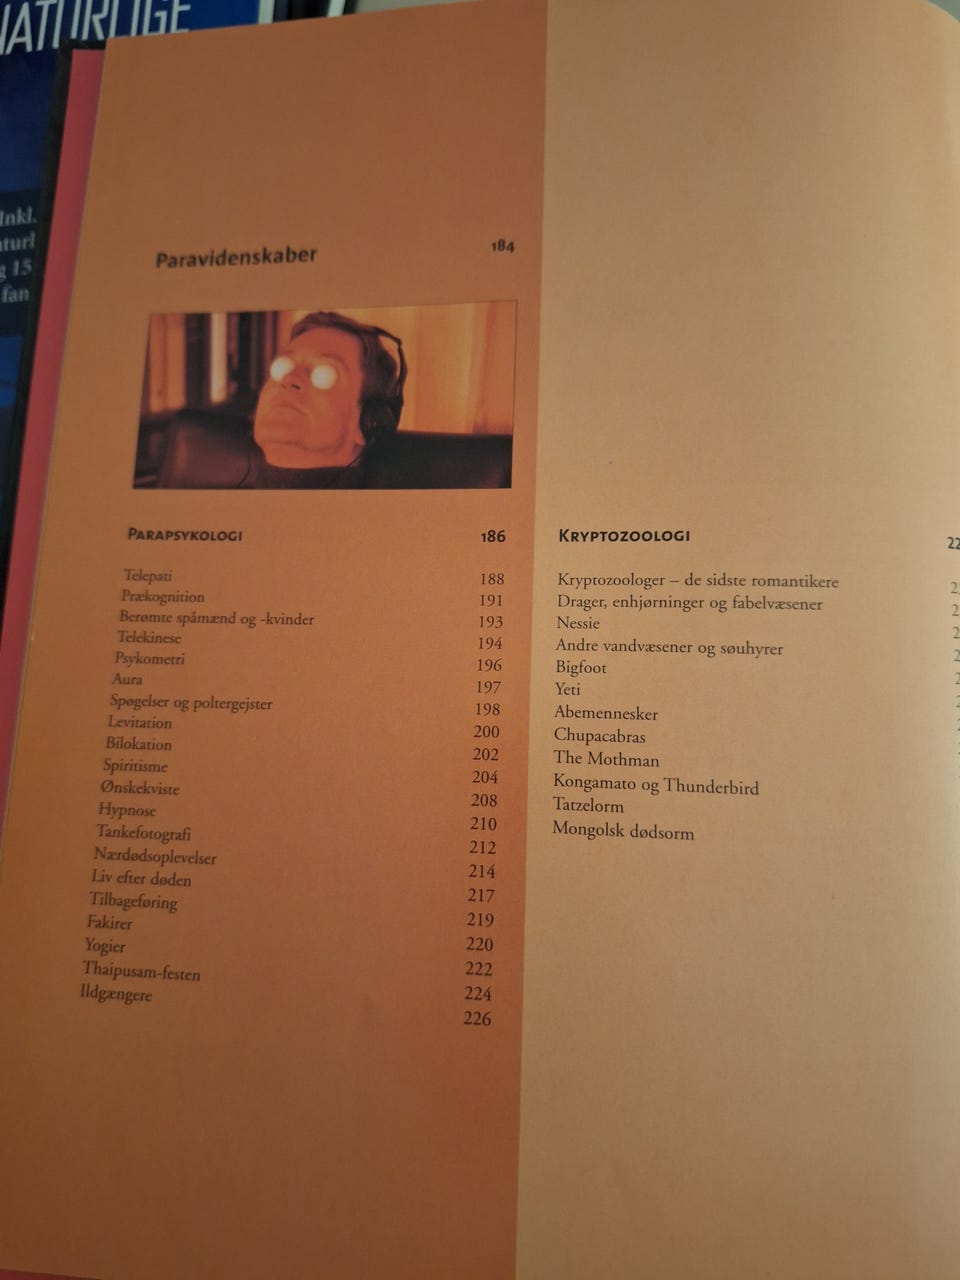 NATURLIGE
Inkl.
aturl
g 15
fan
Paravidenskaber 184
Parapsykologi 186
Telepati 188
Prækognition 191
Berømte spåmænd og -kvinder 193
Telekinese 194
Psykometri 196
Aura 197
Spøgelser og poltergejster 198
Levitation 200
Bilokation 202
Spiritisme 204
Ønskekviste 208
Hypnose 210
Tankefotografi 212
Nærdødsoplevelser 214
Liv efter døden 217
Tilbageføring 219
Fakirer 220
Yogier 222
Thaipusam-festen 224
Ildgængere 226
Kryptozoologi
Kryptozoologer – de sidste romantikere
Drager, enhjørninger og fabelvæsener
Nessie
Andre vandvæsener og søuhyrer
Bigfoot
Yeti
Abemennesker
Chupacabras
The Mothman
Kongamato og Thunderbird
Tatzelorm
Mongolsk dødsorm